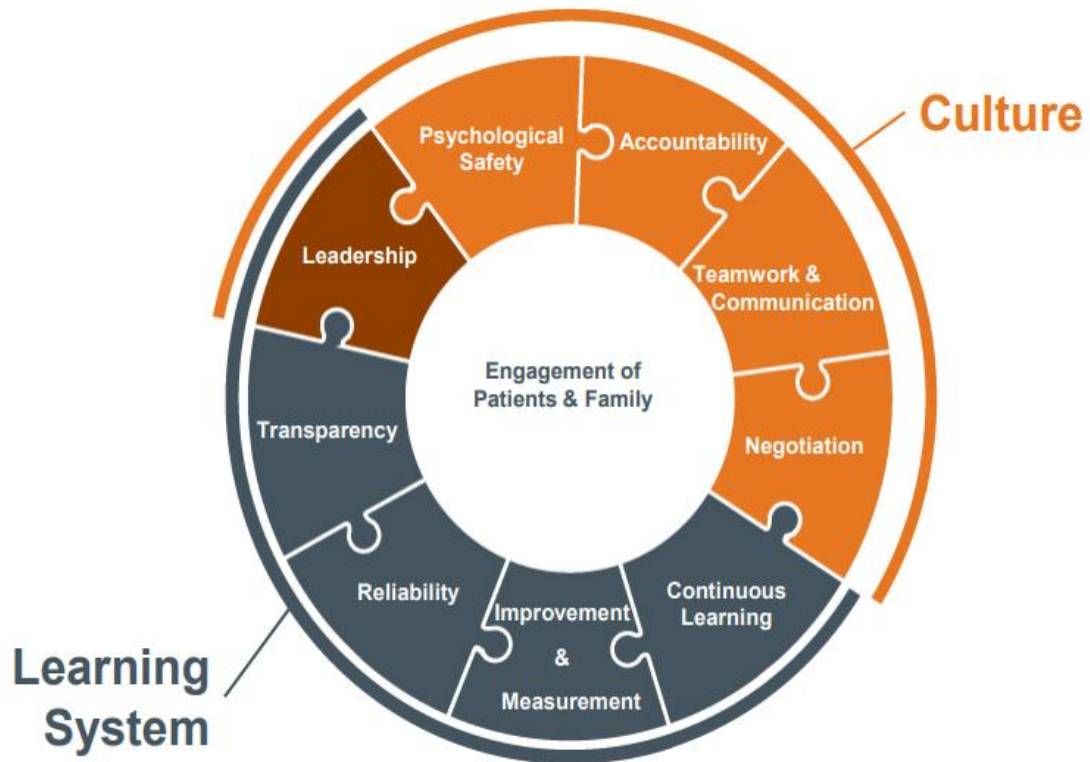 Culture
Psychological
Safety
Accountability
Leadership
Teamwork &
Communication
Engagement of
Patients & Family
Transparency
Negotiation
Reliability
Improvement
&
Measurement
Continuous
Learning
Learning
System